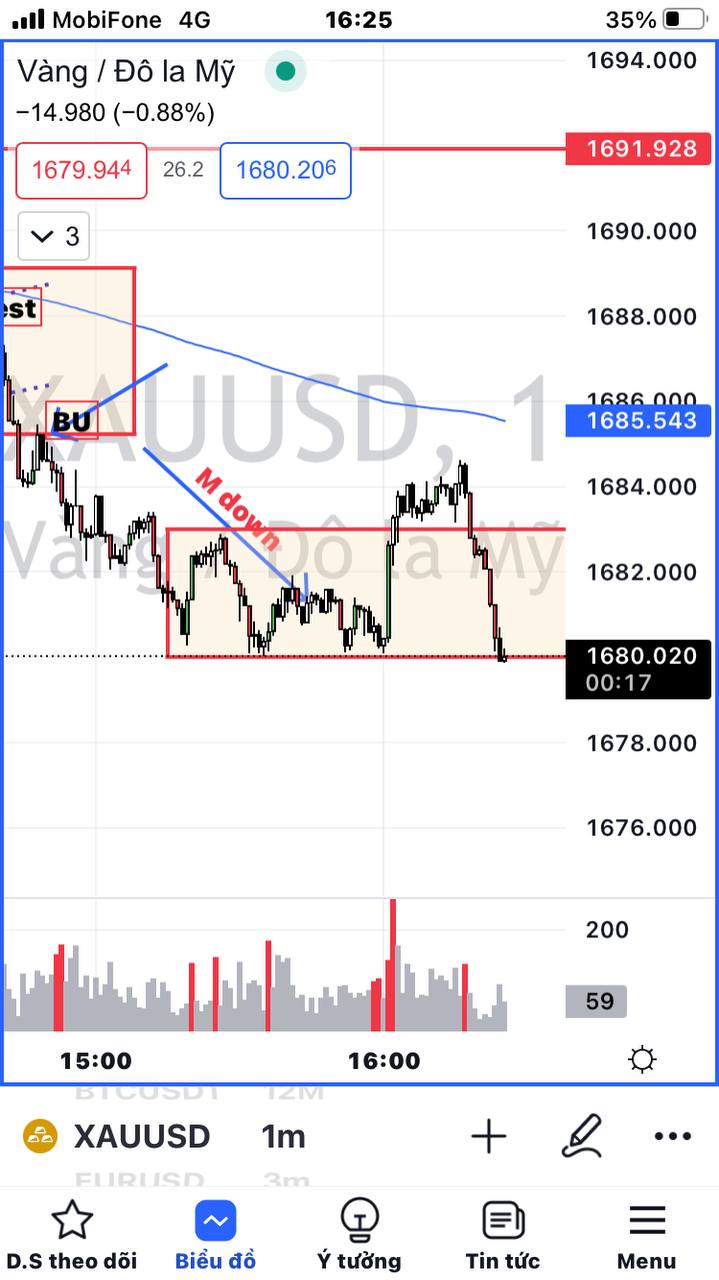 MobiFone 4G 16:25 35%
Vàng / Đô la Mỹ
−14.980 (−0.88%)
1679.944 26.2 1680.206
3
1694.000
1691.928
1690.000
1688.000
1686.000
1685.543
1684.000
1682.000
1680.020
00:17
1678.000
1676.000
est
BU
M down
XAUUSD, 1
Vàng / Đô la Mỹ
200
59
15:00 16:00
BTCUSDT 12M
XAUUSD 1m
EURUSD 3m
D.S theo dõi Biểu đồ Ý tưởng Tin tức Menu